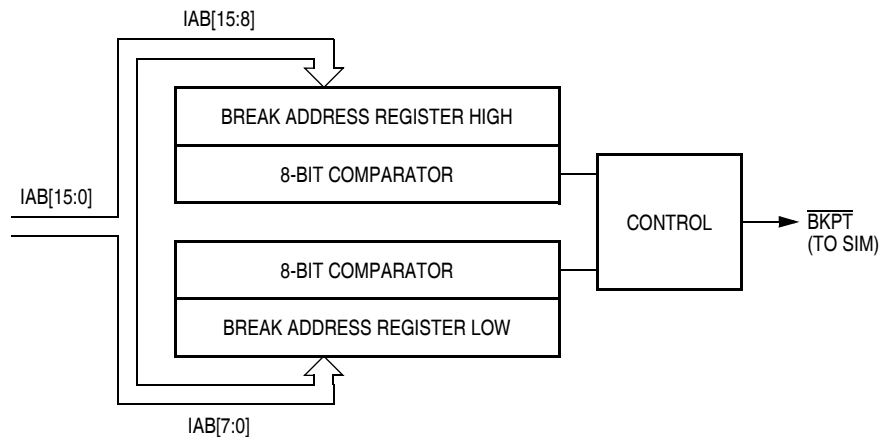 IAB[15:8]
BREAK ADDRESS REGISTER HIGH
8-BIT COMPARATOR
IAB[15:0]
CONTROL
BKPT
(TO SIM)
8-BIT COMPARATOR
BREAK ADDRESS REGISTER LOW
IAB[7:0]